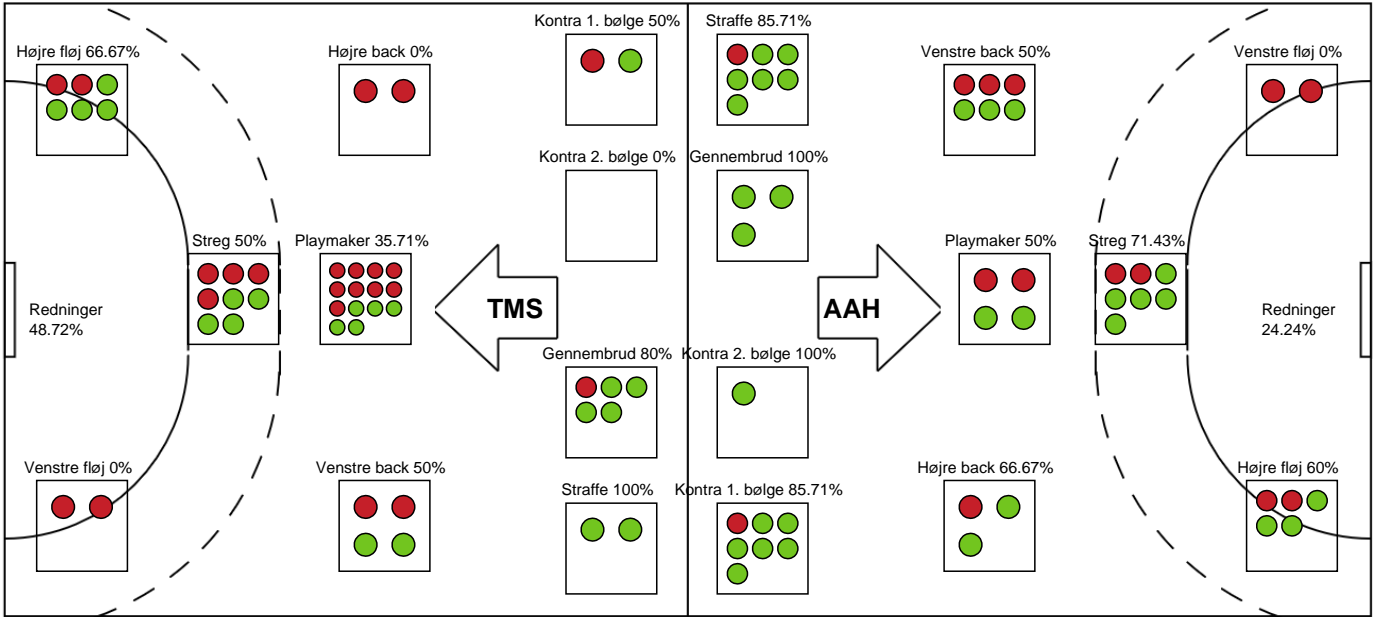 Kontra 1. bølge 50%
Straffe 85.71%
Højre fløj 66.67%
Højre back 0%
Venstre back 50%
Venstre fløj 0%
Kontra 2. bølge 0%
Gennembrud 100%
Streg 50%
Playmaker 35.71%
Playmaker 50%
Streg 71.43%
Redninger
48.72%
TMS
AAH
Redninger
24.24%
Gennembrud 80%
Kontra 2. bølge 100%
Venstre fløj 0%
Venstre back 50%
Straffe 100%
Kontra 1. bølge 85.71%
Højre back 66.67%
Højre fløj 60%